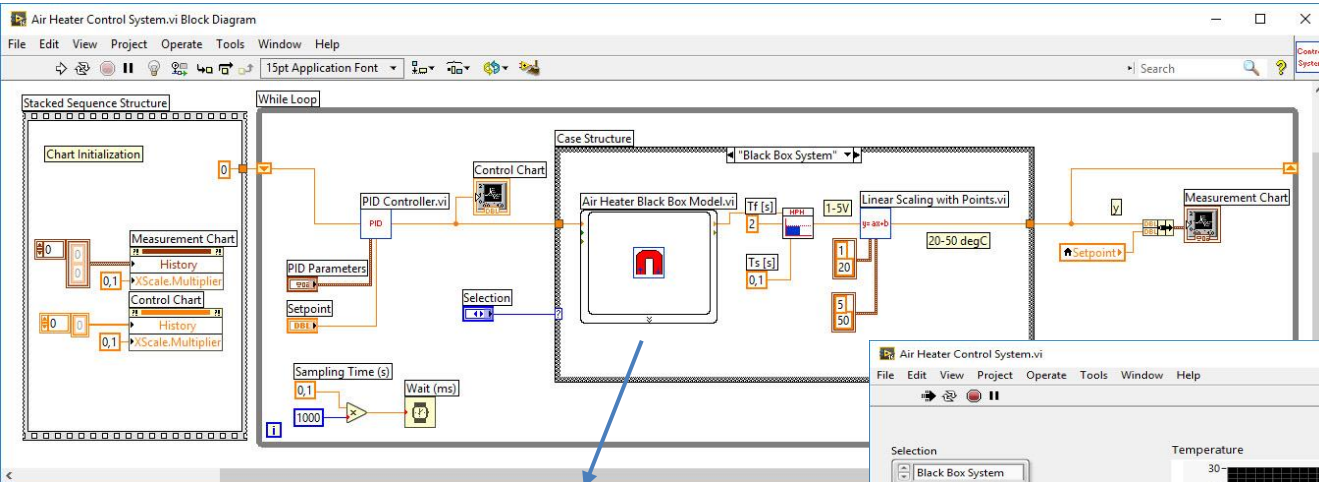 Air Heater Control System.vi Block Diagram
File Edit View Project Operate Tools Window Help
15pt Application Font
Search
Stacked Sequence Structure
While Loop
Chart Initialization
0
Case Structure
"Black Box System"
Control Chart
DBL
PID Controller.vi
PID
Air Heater Black Box Model.vi
Tf [s]
2
HPH
1-5V
Linear Scaling with Points.vi
y= ax+b
y
Measurement Chart
20-50 degC
Setpoint
DBL
DBL
Measurement Chart
0
0
0
History
0,1
XScale.Multiplier
Control Chart
0
0
History
0,1
XScale.Multiplier
PID Parameters
Setpoint
DBL
Selection
?
Ts [s]
0,1
1
20
5
50
Sampling Time (s)
0,1
1000
x
Wait (ms)
i
Air Heater Control System.vi
File Edit View Project Operate Tools Window Help
Selection
Black Box System
Temperature
30